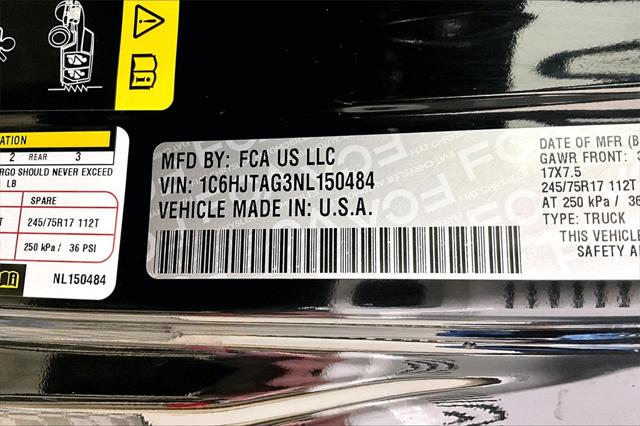 ATION
2 REAR 3
RGO SHOULD NEVER EXCEED
LB
SPARE
T 245/75R17 112T
250 kPa / 36 PSI
NL150484
MFD BY: FCA US LLC
VIN: 1C6HJTAG3NL150484
VEHICLE MADE IN: U.S.A.
DATE OF MFR (B
GAWR FRONT:
17X7.5
245/75R17
AT 250 kPa / 36
TYPE: TRUCK
THIS VEHICLE
SAFETY A